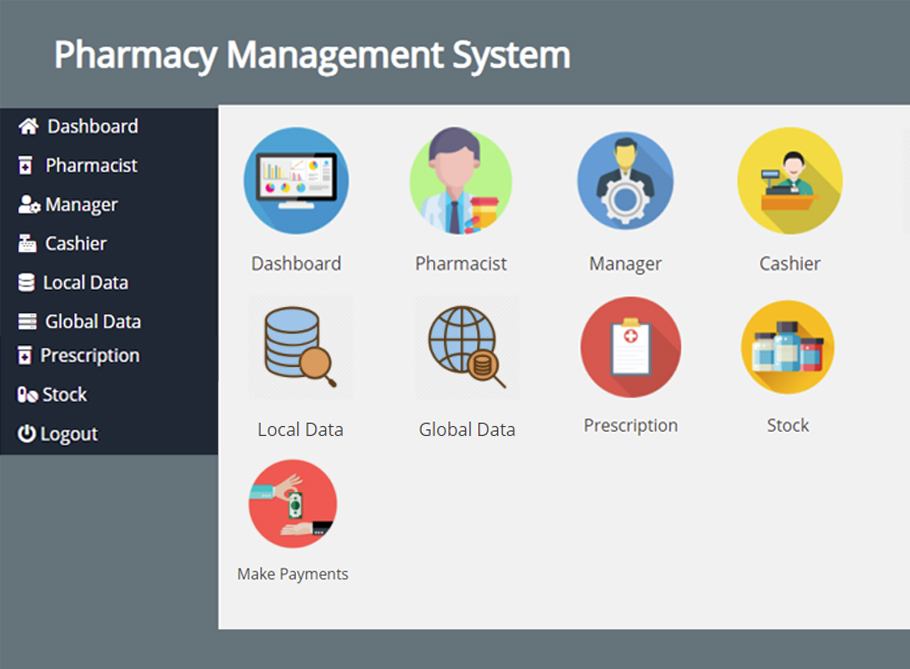 Pharmacy Management System
Dashboard
Pharmacist
Manager
Cashier
Local Data
Global Data
Prescription
Stock
Logout
Dashboard
Pharmacist
Manager
Cashier
Local Data
Global Data
Prescription
Stock
Make Payments